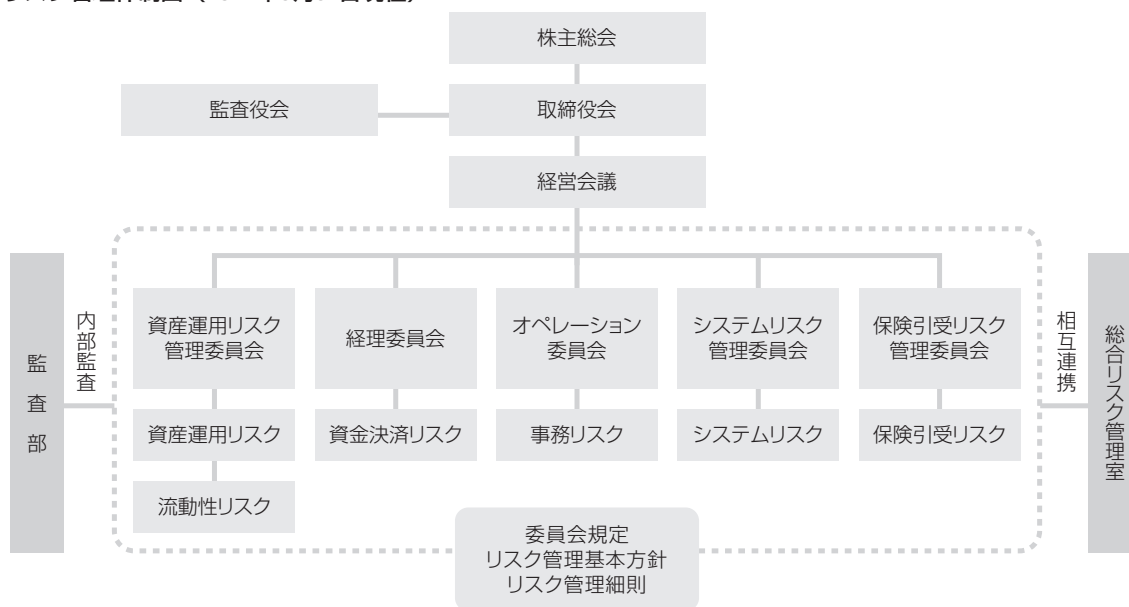 株主総会
監査役会
取締役会
経営会議
監査部
内部監査
資産運用リスク
管理委員会
経理委員会
オペレーション
委員会
システムリスク
管理委員会
保険引受リスク
管理委員会
相互連携
総合リスク管理室
資産運用リスク
資金決済リスク
事務リスク
システムリスク
保険引受リスク
流動性リスク
委員会規定
リスク管理基本方針
リスク管理細則